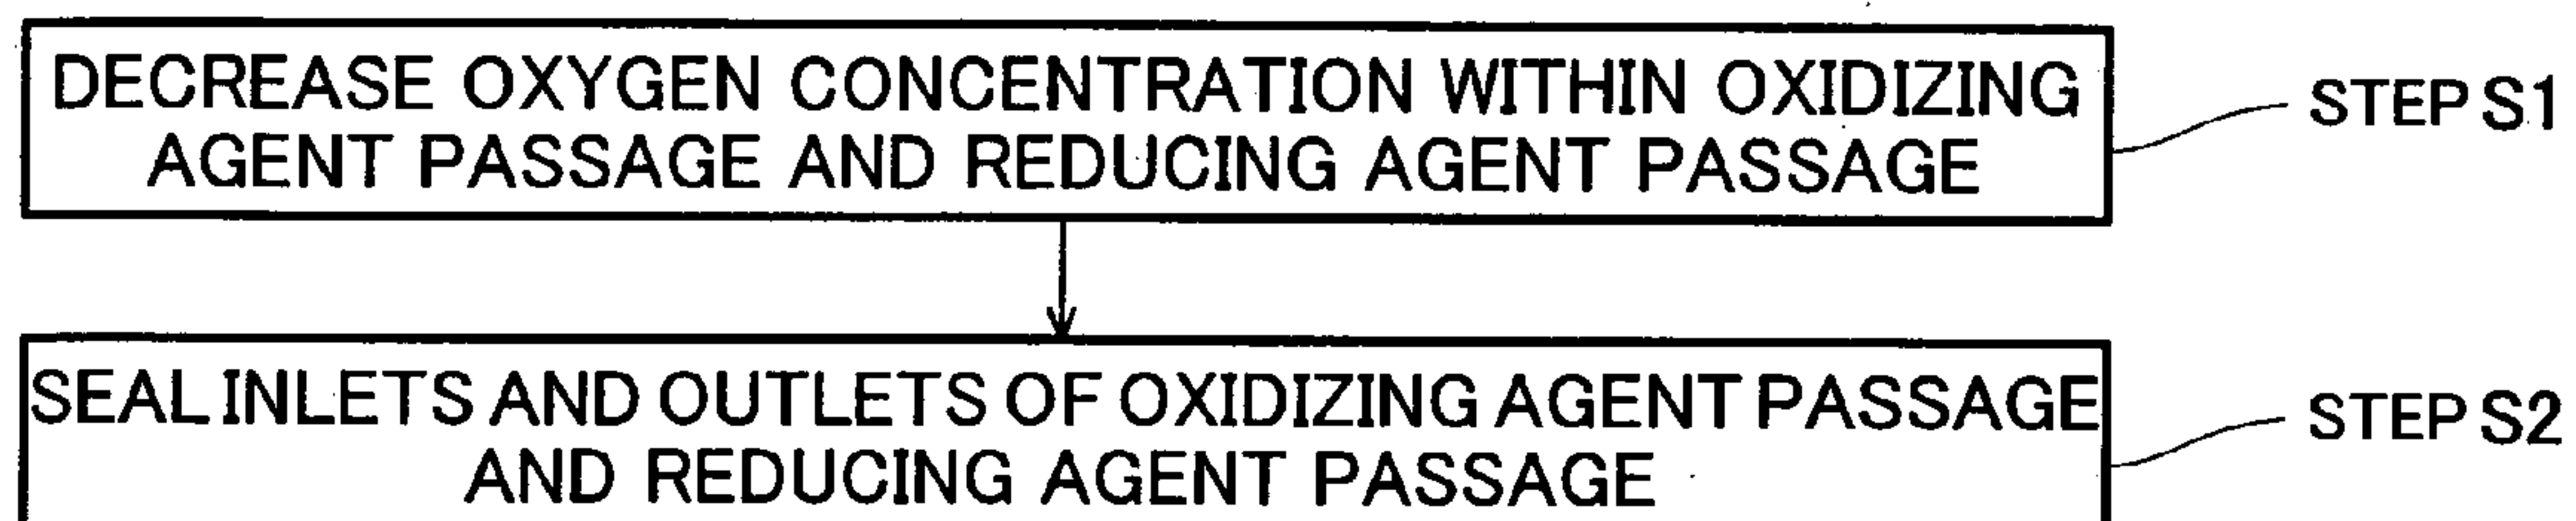 DECREASE OXYGEN CONCENTRATION WITHIN OXIDIZING
AGENT PASSAGE AND REDUCING AGENT PASSAGE
STEP S1
SEAL INLETS AND OUTLETS OF OXIDIZING AGENT PASSAGE
AND REDUCING AGENT PASSAGE
STEP S2